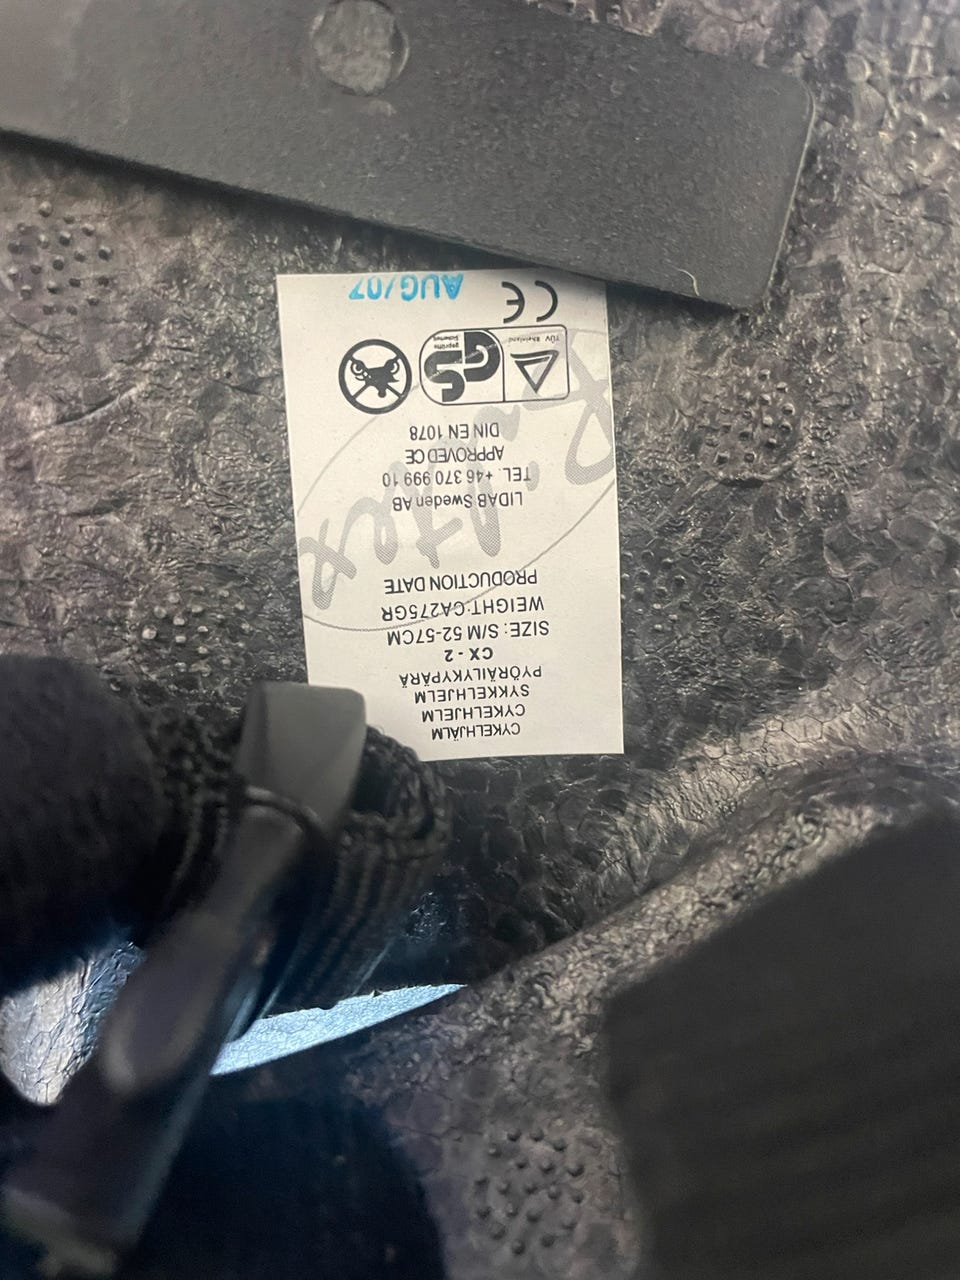 CYKELHJÄLM
CYKELHJELM
SYKKELHJELM
PYÖRÄILYKYPÄRÄ
CX - 2
SIZE: S/M 52-57CM
WEIGHT:CA275GR
PRODUCTION DATE
LIDAB Sweden AB
TEL. +46 370 999 10
APPROVED CE
DIN EN 1078
TÜV Rheinland
GS
geprüfte
Sicherheit
CE
AUG/07